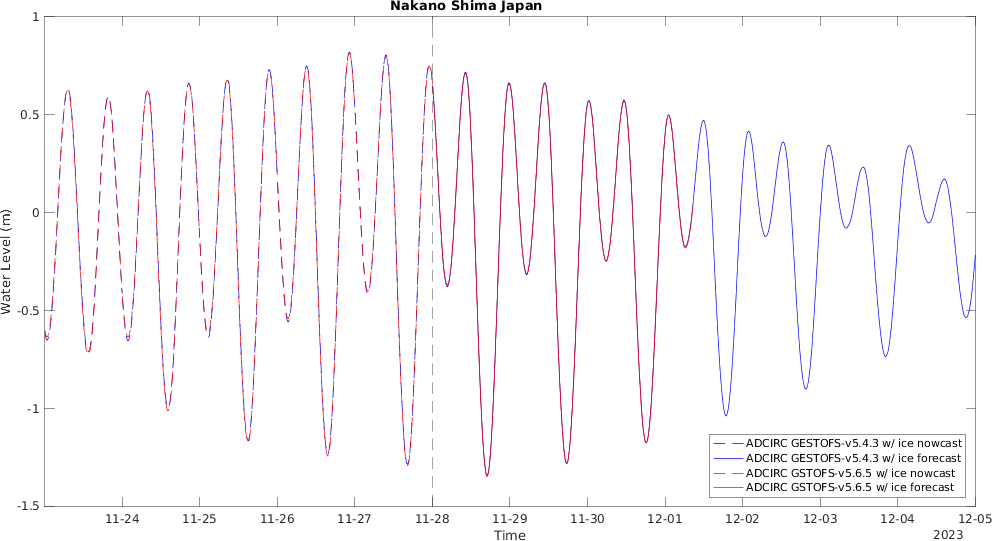 Nakano Shima Japan
1
0.5
0
-0.5
-1
-1.5
Water Level (m)
ADCIRC GESTOFS-v5.4.3 w/ ice nowcast
ADCIRC GESTOFS-v5.4.3 w/ ice forecast
ADCIRC GSTOFS-v5.6.5 w/ ice nowcast
ADCIRC GSTOFS-v5.6.5 w/ ice forecast
11-24 11-25 11-26 11-27 11-28 11-29 11-30 12-01 12-02 12-03 12-04 12-05
Time
2023